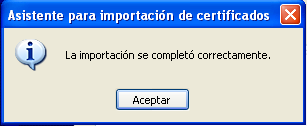 Asistente para importación de certificados
La importación se completó correctamente.
Aceptar